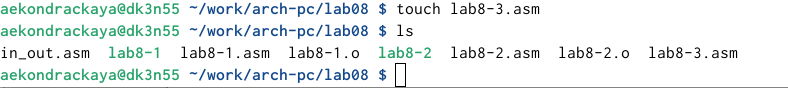 aekondrackaya@dk3n55 ~/work/arch-pc/lab08 $ touch lab8-3.asm
aekondrackaya@dk3n55 ~/work/arch-pc/lab08 $ ls
in_out.asm lab8-1 lab8-1.asm lab8-1.o lab8-2 lab8-2.asm lab8-2.o lab8-3.asm
aekondrackaya@dk3n55 ~/work/arch-pc/lab08 $